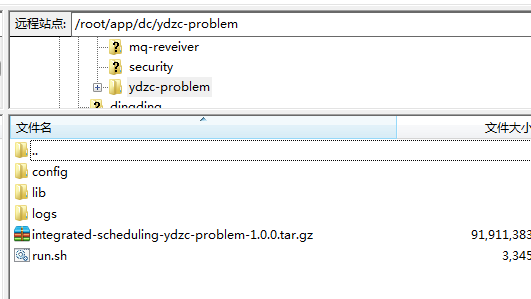 远程站点: /root/app/dc/ydzc-problem
mq-reveiver
security
ydzc-problem
dingding
文件名 文件大小
..
config
lib
logs
integrated-scheduling-ydzc-problem-1.0.0.tar.gz 91,911,383
run.sh 3,345